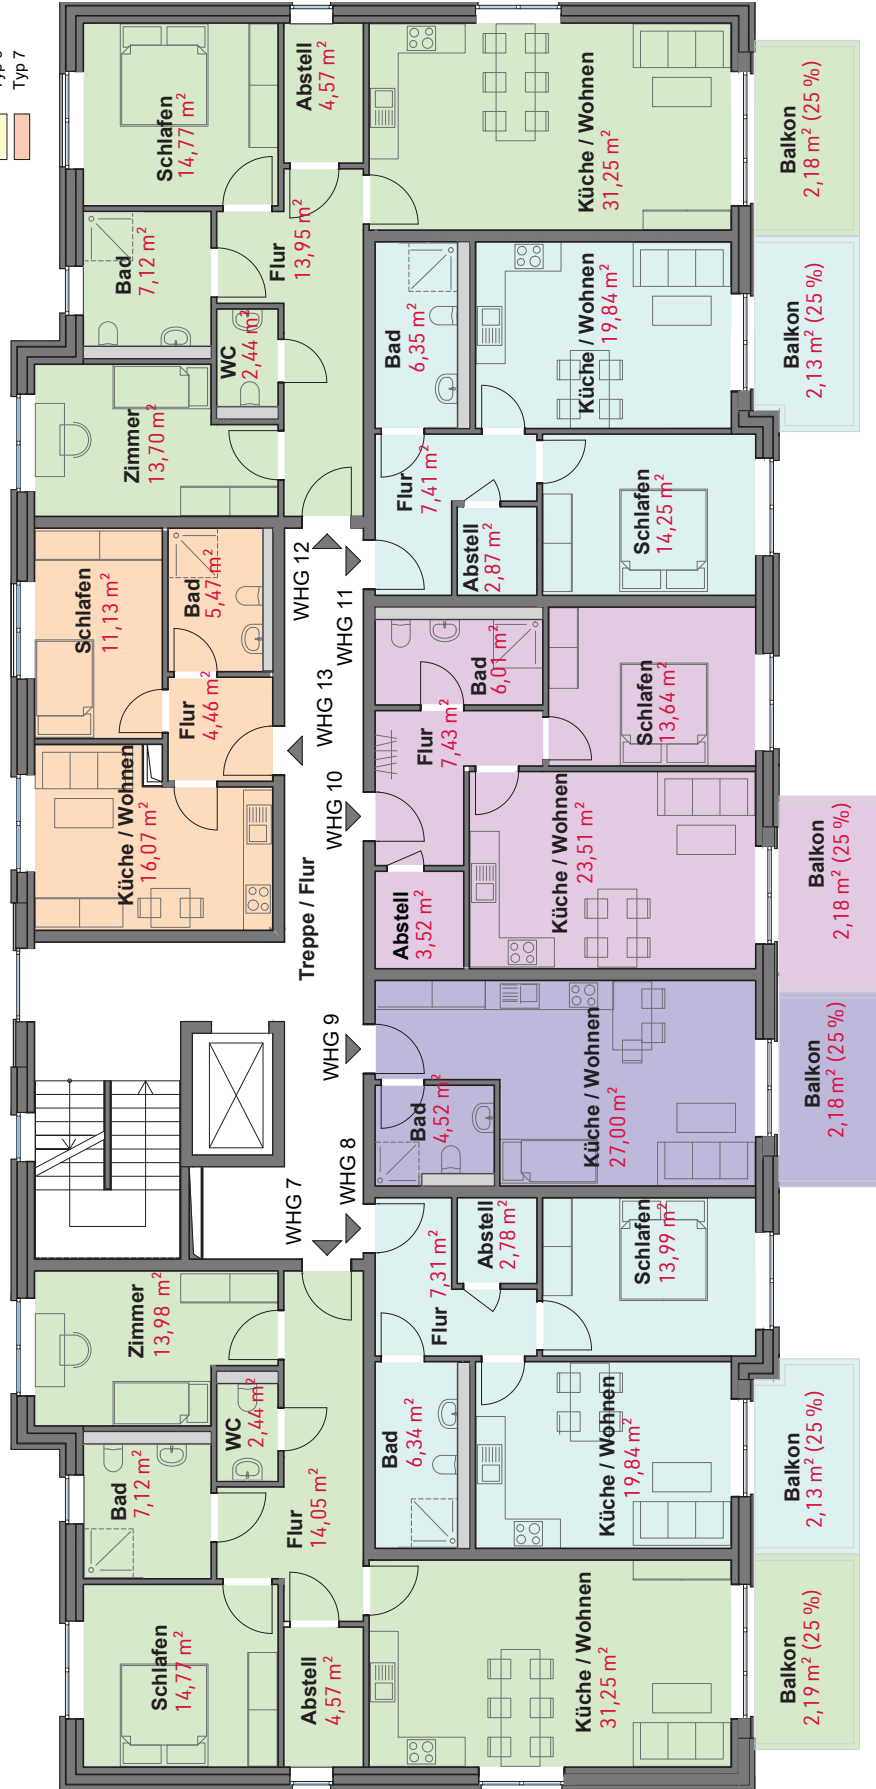 Typ 7
Schlafen
14,77 m²
Abstell
4,57 m²
Küche / Wohnen
31,25 m²
Balkon
2,18 m² (25 %)
Bad
7,12 m²
Flur
13,95 m²
WC
2,44 m²
Zimmer
13,70 m²
Bad
6,35 m²
Küche / Wohnen
19,84 m²
Balkon
2,13 m² (25 %)
Flur
7,41 m²
Abstell
2,87 m²
Schlafen
14,25 m²
WHG 12
WHG 11
Schlafen
11,13 m²
Bad
5,47 m²
Flur
4,46 m²
Küche / Wohnen
16,07 m²
WHG 13
WHG 10
Treppe / Flur
Bad
6,01 m²
Flur
7,43 m²
Schlafen
13,64 m²
Küche / Wohnen
23,51 m²
Abstell
3,52 m²
Balkon
2,18 m² (25 %)
WHG 9
Bad
4,52 m²
Küche / Wohnen
27,00 m²
Balkon
2,18 m² (25 %)
WHG 8
WHG 7
Flur
7,31 m²
Abstell
2,78 m²
Schlafen
13,99 m²
Bad
6,34 m²
Küche / Wohnen
19,84 m²
Balkon
2,13 m² (25 %)
Zimmer
13,98 m²
WC
2,44 m²
Bad
7,12 m²
Flur
14,05 m²
Schlafen
14,77 m²
Abstell
4,57 m²
Küche / Wohnen
31,25 m²
Balkon
2,19 m² (25 %)